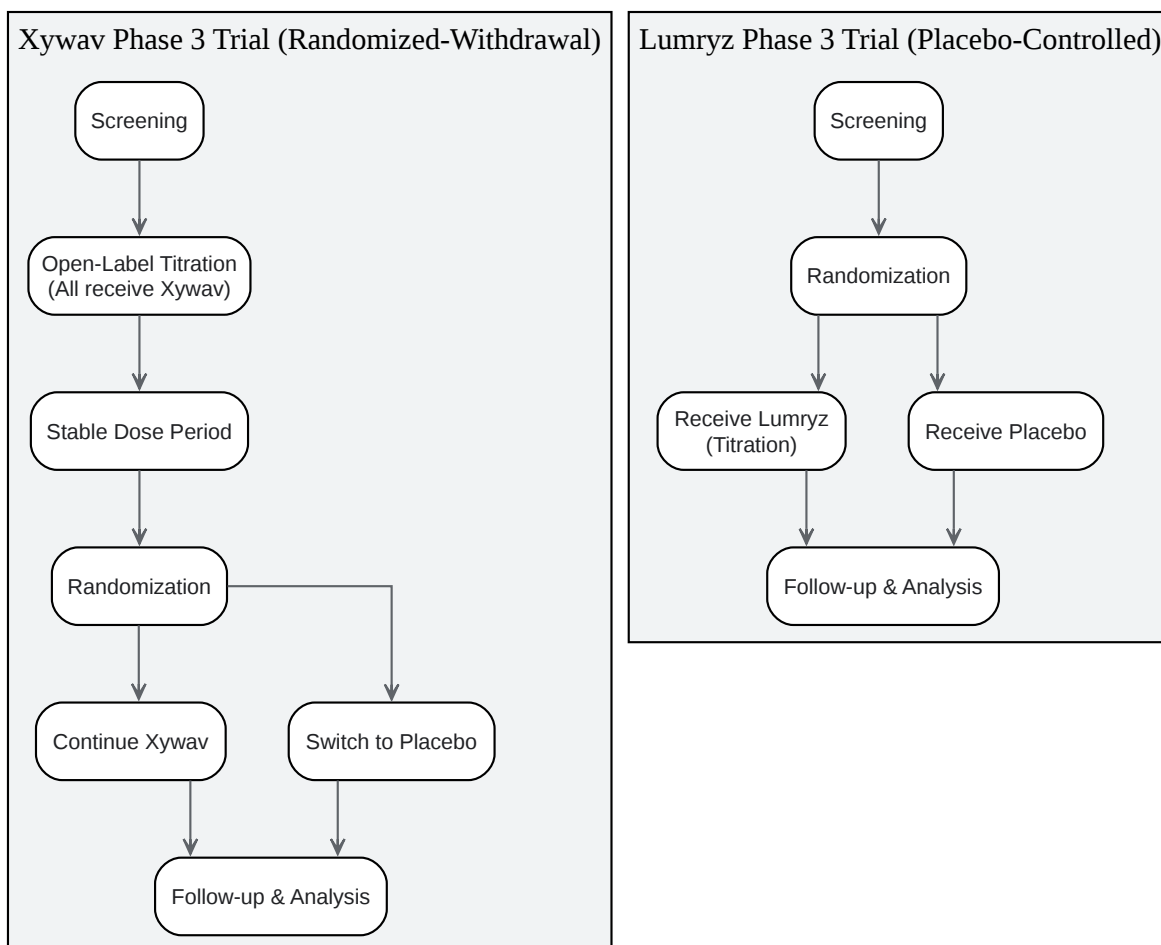 Xywav Phase 3 Trial (Randomized-Withdrawal)
Screening
Open-Label Titration
(All receive Xywav)
Stable Dose Period
Randomization
Continue Xywav
Switch to Placebo
Follow-up & Analysis
Lumryz Phase 3 Trial (Placebo-Controlled)
Screening
Randomization
Receive Lumryz
(Titration)
Receive Placebo
Follow-up & Analysis